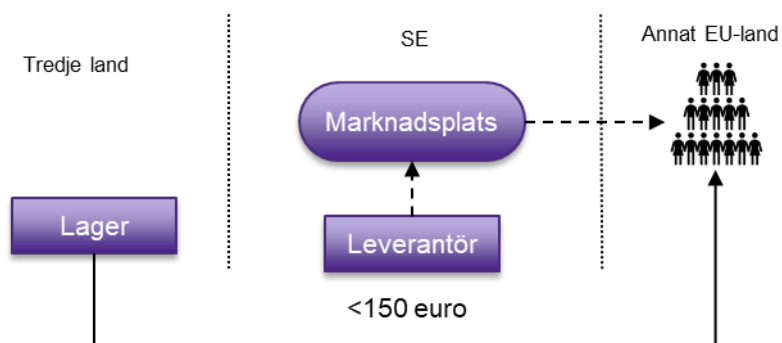 Tredje land
SE
Annat EU-land
Marknadsplats
Lager
Leverantör
<150 euro